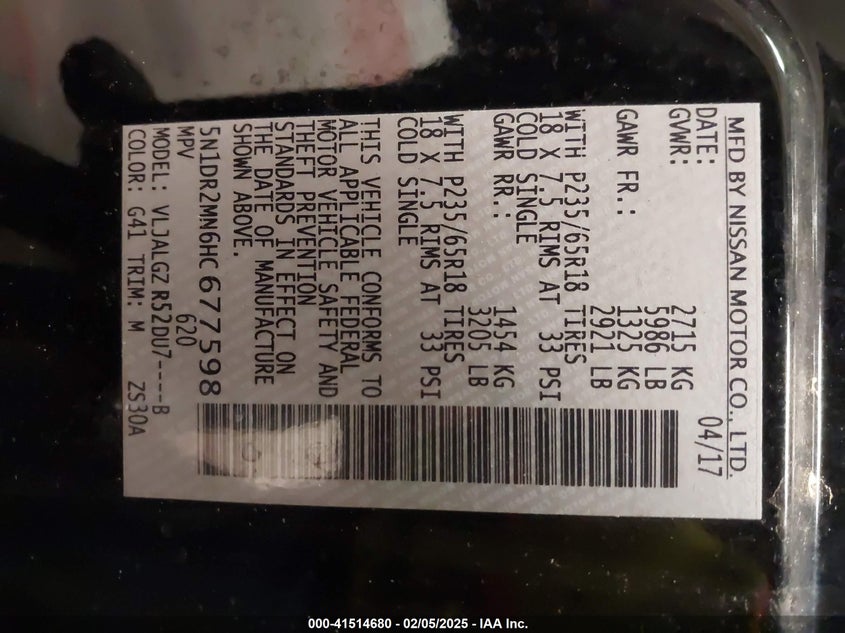 MFD BY NISSAN MOTOR CO., LTD.
DATE: 04/17
GVWR: 2715 KG
5986 LB
GAWR FR.: 1325 KG
2921 LB
WITH P235/65R18 TIRES
18 X 7.5 RIMS AT 33 PSI
COLD SINGLE
GAWR RR.: 1454 KG
3205 LB
WITH P235/65R18 TIRES
18 X 7.5 RIMS AT 33 PSI
COLD SINGLE
THIS VEHICLE CONFORMS TO
ALL APPLICABLE FEDERAL
MOTOR VEHICLE SAFETY AND
THEFT PREVENTION
STANDARDS IN EFFECT ON
THE DATE OF MANUFACTURE
SHOWN ABOVE.
5N1DR2MN6HC677598
MPV 620
MODEL: VLJALGZ R52DU7----B
COLOR: G41 TRIM: M ZS30A
000-41514680 - 02/05/2025 - IAA Inc.